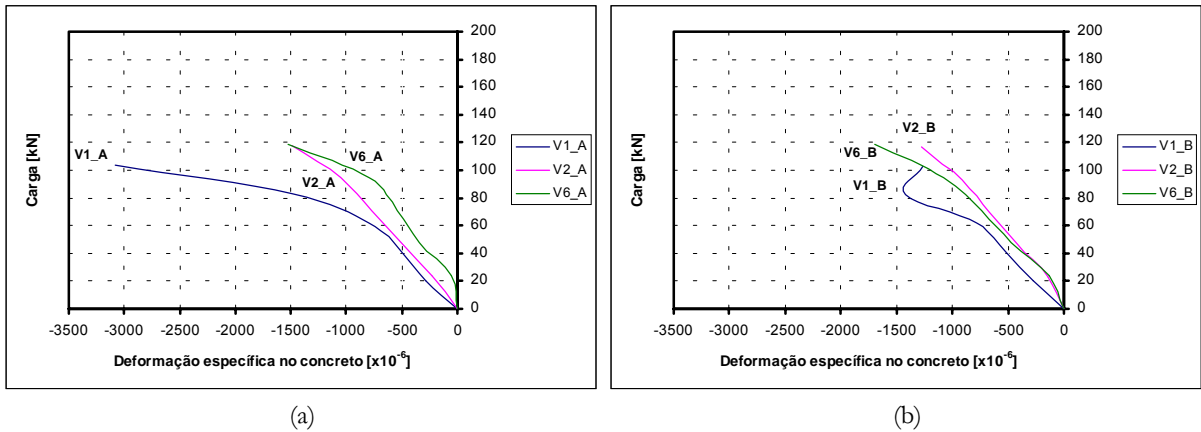 200
180
160
140
120
100
80
60
40
20
0
Carga [kN]
V1_A
V6_A
V2_A
-3500 -3000 -2500 -2000 -1500 -1000 -500 0
Deformação específica no concreto [x10-6]
V1_A
V2_A
V6_A
(a)
200
180
160
140
120
100
80
60
40
20
0
Carga [kN]
V2_B
V6_B
V1_B
-3500 -3000 -2500 -2000 -1500 -1000 -500 0
Deformação específica no concreto [x10-6]
V1_B
V2_B
V6_B
(b)